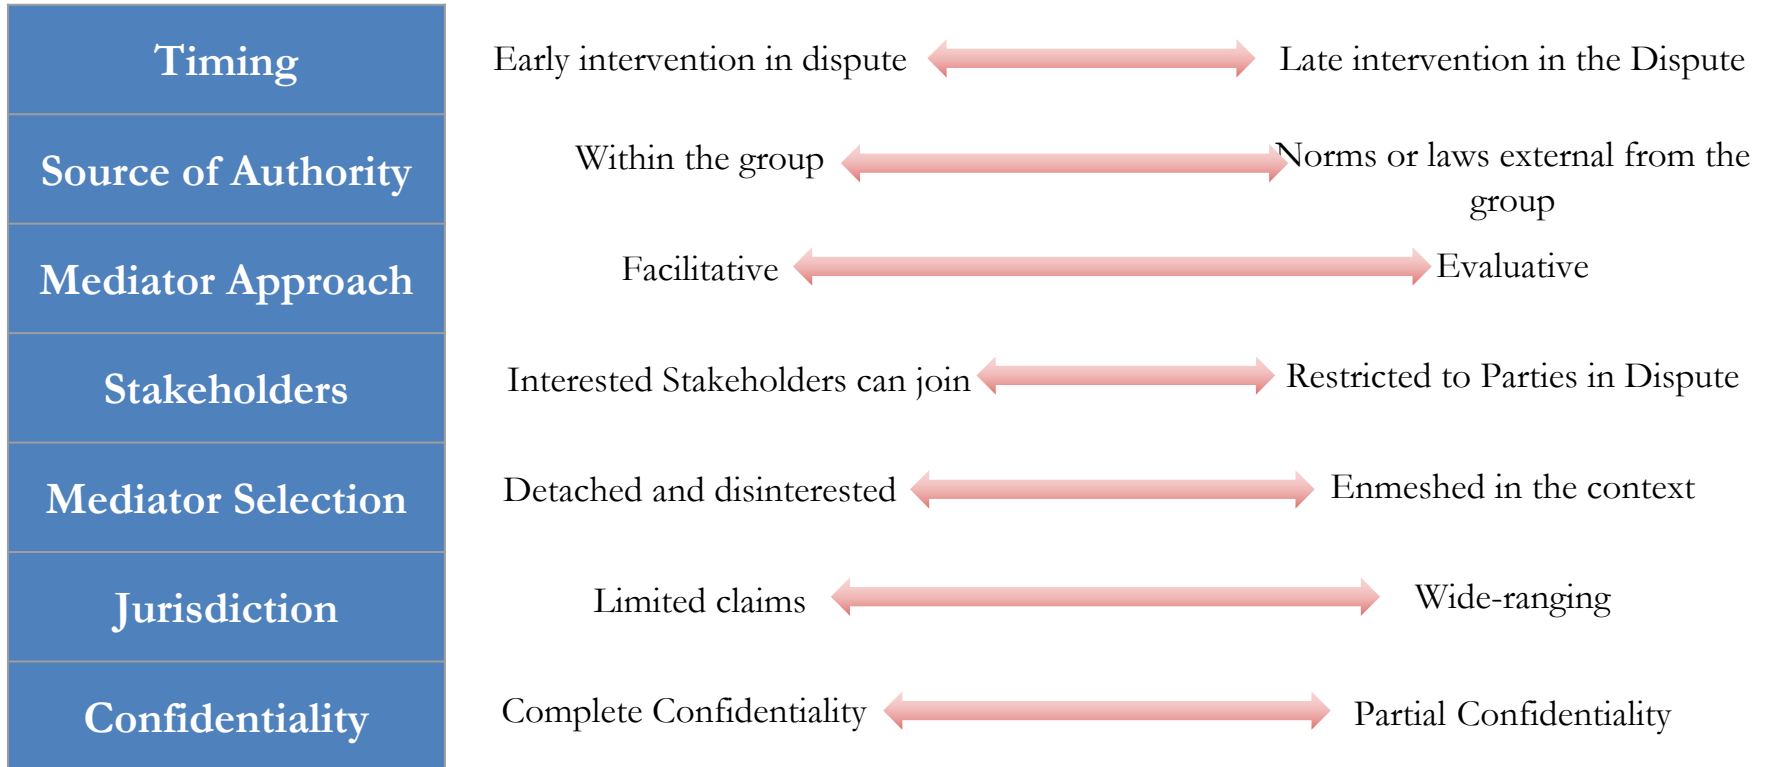 Timing
Early intervention in dispute
Late intervention in the Dispute
Source of Authority
Within the group
Norms or laws external from the
group
Mediator Approach
Facilitative
Evaluative
Stakeholders
Interested Stakeholders can join
Restricted to Parties in Dispute
Mediator Selection
Detached and disinterested
Enmeshed in the context
Jurisdiction
Limited claims
Wide-ranging
Confidentiality
Complete Confidentiality
Partial Confidentiality